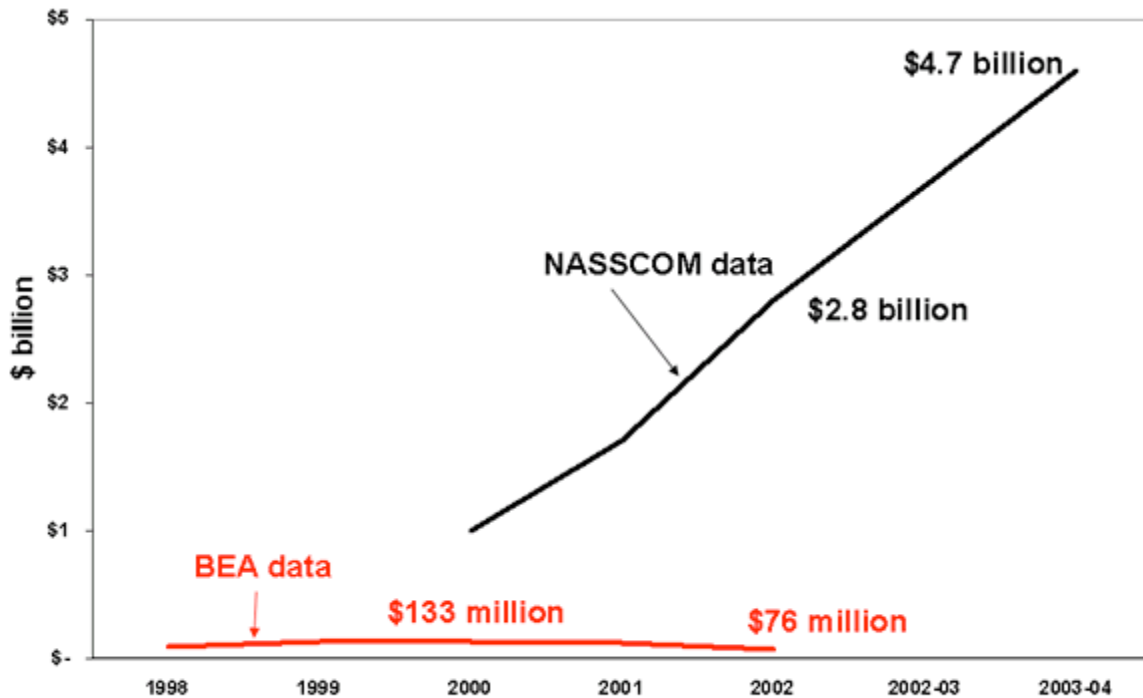 $5
$4.7 billion
$4
NASSCOM data
$3
$2.8 billion
$ billion
$2
$1
BEA data
$133 million
$76 million
$-
1998 1999 2000 2001 2002 2002-03 2003-04